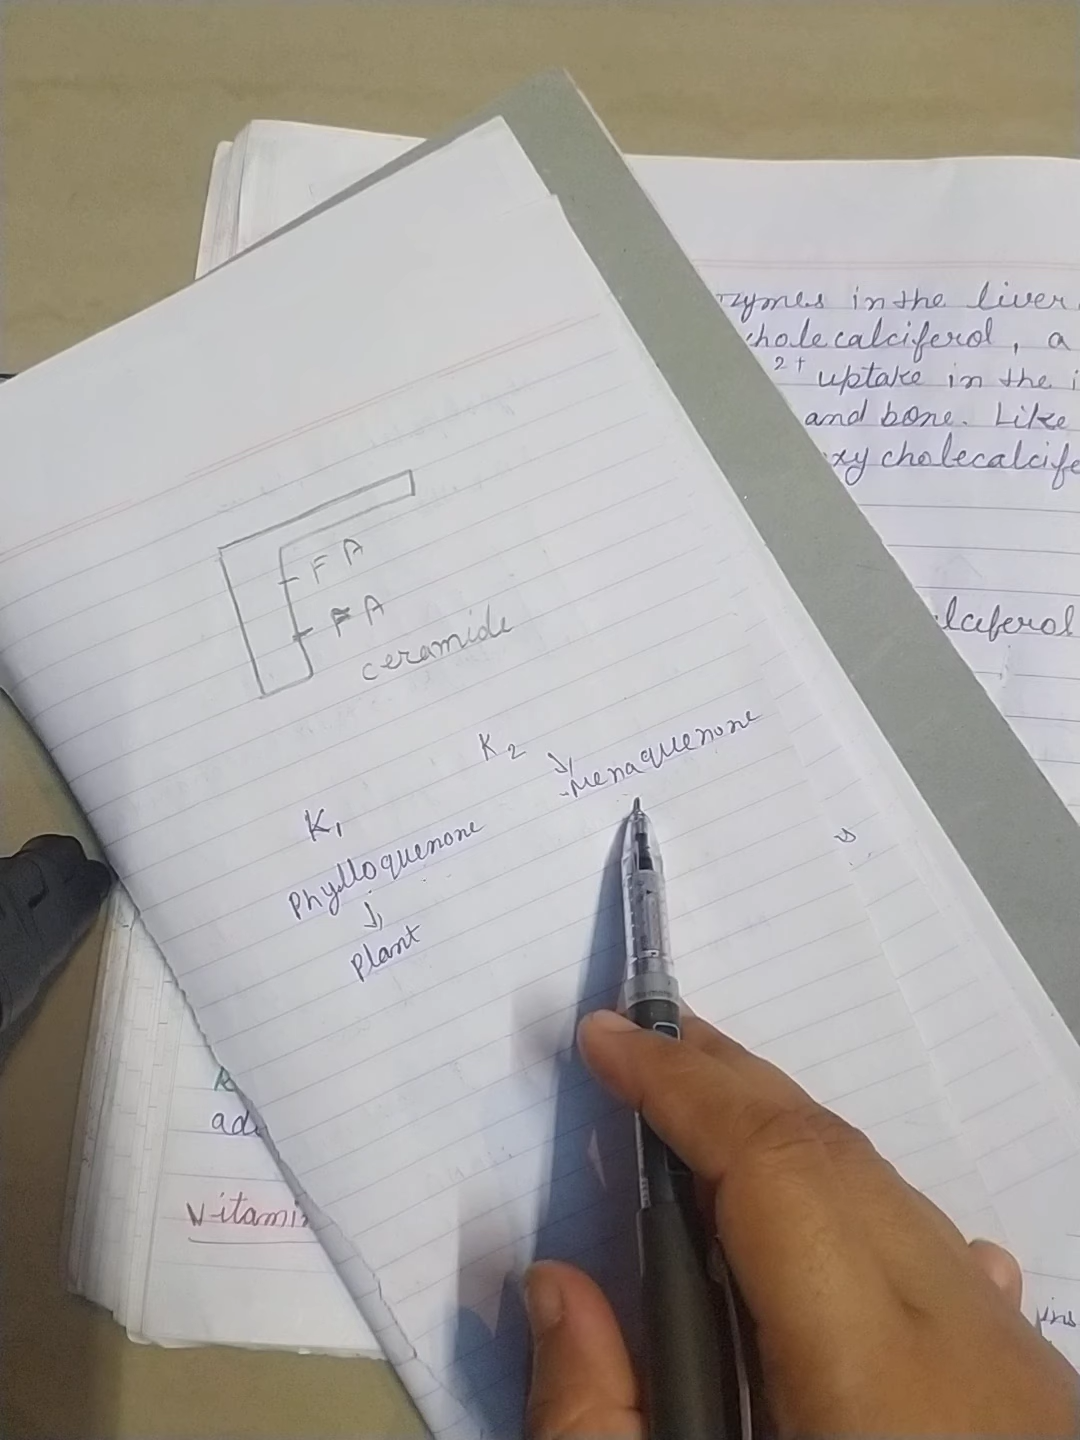 zymes in the liver
cholecalciferol, a
2+ uptake in the i
and bone. Like
xy cholecalcife
lciferol
FA
FA
ceramide
K2
Menaquenone
K1
Phylloquenone
Plant
ad
Vitamin